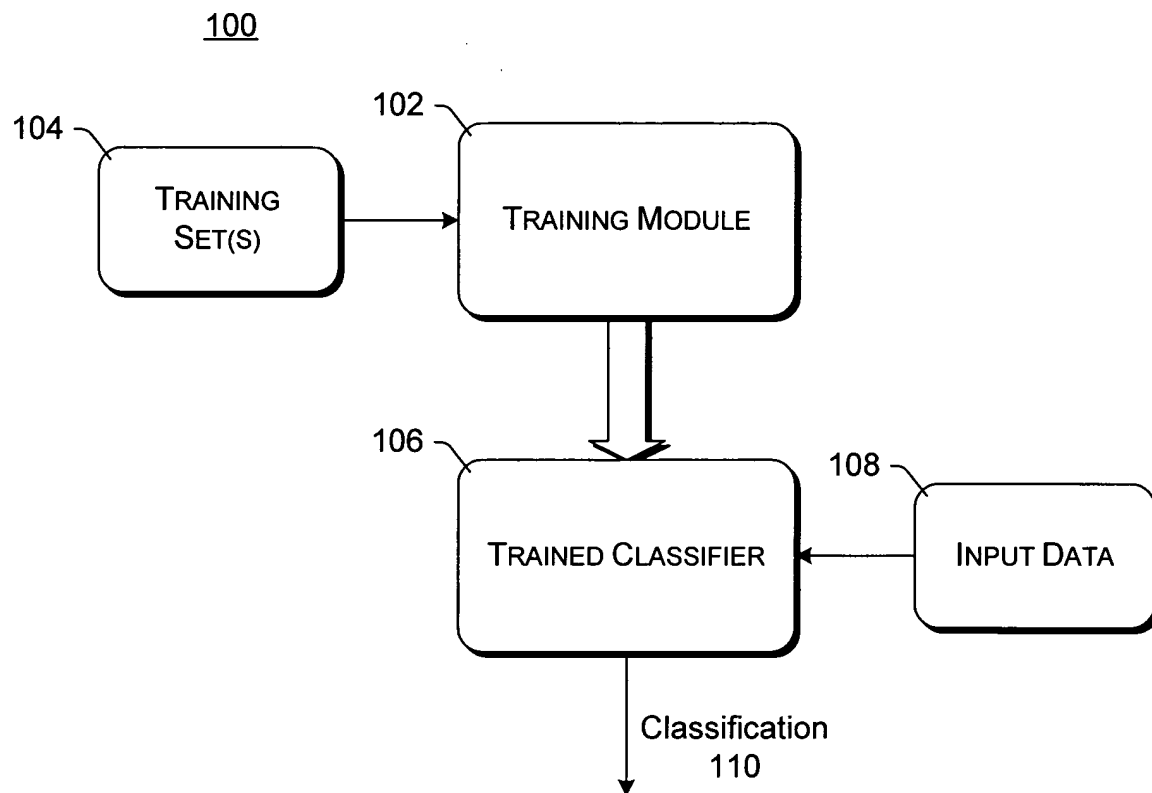 100
102
104
TRAINING
SET(S)
TRAINING MODULE
106
108
TRAINED CLASSIFIER
INPUT DATA
Classification
110